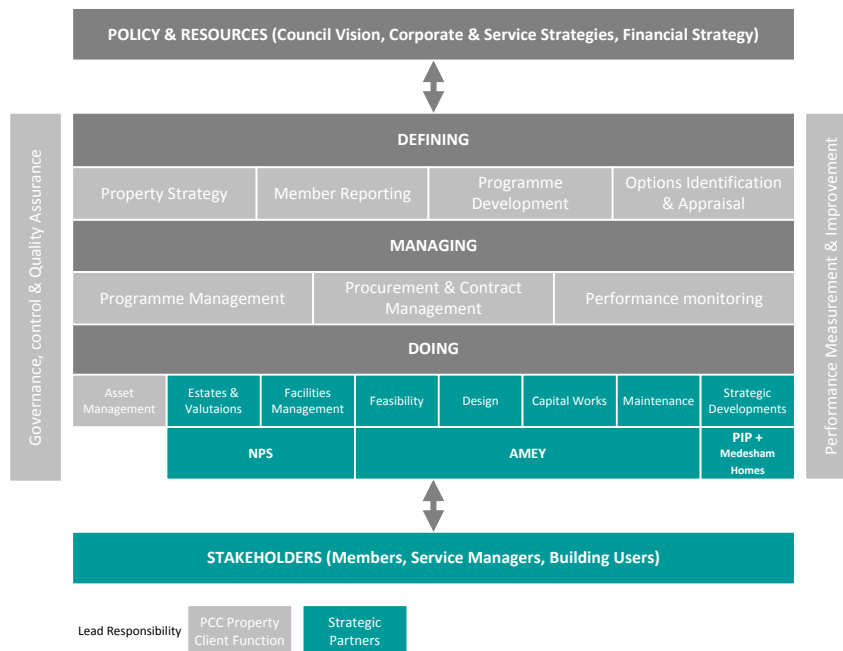 POLICY & RESOURCES (Council Vision, Corporate & Service Strategies, Financial Strategy)
Governance, control & Quality Assurance
DEFINING
Property Strategy
Member Reporting
Programme
Development
Options Identification
& Appraisal
MANAGING
Programme Management
Procurement & Contract
Management
Performance monitoring
DOING
Asset
Management
Estates &
Valutaions
Facilities
Management
Feasibility
Design
Capital Works
Maintenance
Strategic
Developments
NPS
AMEY
PIP +
Medesham
Homes
Performance Measurement & Improvement
STAKEHOLDERS (Members, Service Managers, Building Users)
Lead Responsibility
PCC Property
Client Function
Strategic
Partners